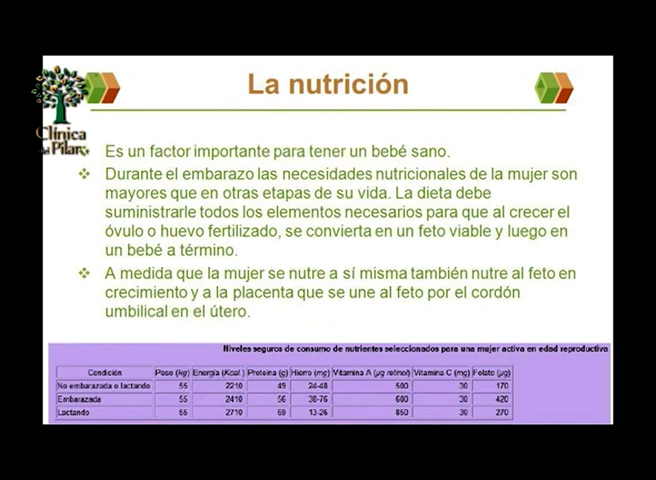 La nutrición
Clínica
del Pilar
Es un factor importante para tener un bebé sano.
Durante el embarazo las necesidades nutricionales de la mujer son
mayores que en otras etapas de su vida. La dieta debe
suministrarle todos los elementos necesarios para que al crecer el
óvulo o huevo fertilizado, se convierta en un feto viable y luego en
un bebé a término.
A medida que la mujer se nutre a sí misma también nutre al feto en
crecimiento y a la placenta que se une al feto por el cordón
umbilical en el útero.
Niveles seguros de consumo de nutrientes seleccionados para una mujer activa en edad reproductiva
Condición Peso (kg) Energía (Kcal.) Proteína (g) Hierro (mg) Vitamina A (µg retinol) Vitamina C (mg) Folato (µg)
No embarazada o lactando 55 2210 49 24-48 500 30 170
Embarazada 55 2410 56 38-76 600 30 420
Lactando 55 2710 69 13-26 850 30 270